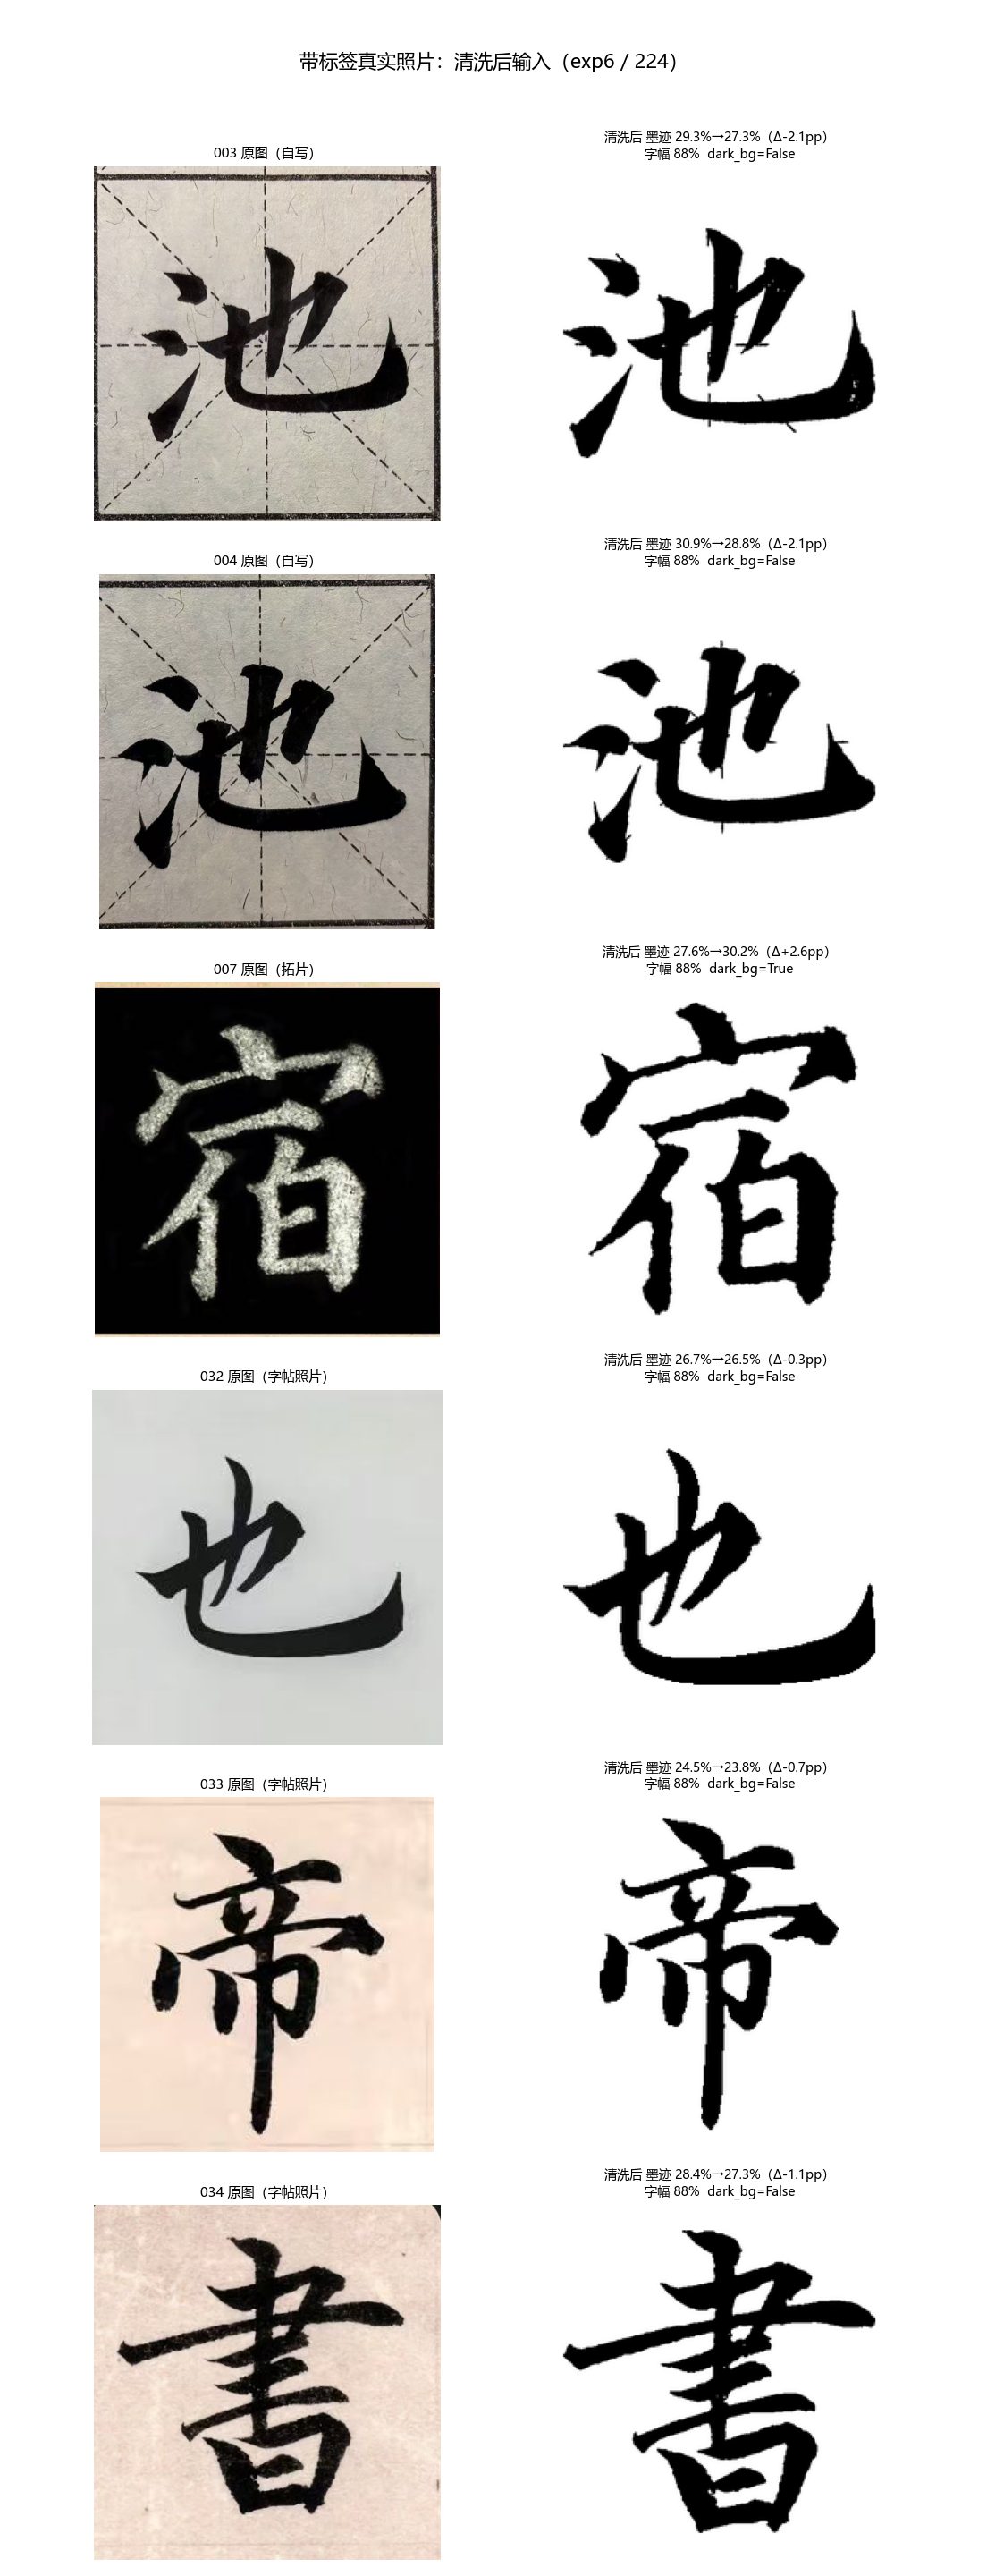 带标签真实照片：清洗后输入（exp6 / 224）
003 原图（自写）
清洗后 墨迹 29.3%→27.3%（Δ-2.1pp）
字幅 88%  dark_bg=False
池
池
004 原图（自写）
清洗后 墨迹 30.9%→28.8%（Δ-2.1pp）
字幅 88%  dark_bg=False
池
池
007 原图（拓片）
清洗后 墨迹 27.6%→30.2%（Δ+2.6pp）
字幅 88%  dark_bg=True
宿
宿
032 原图（字帖照片）
清洗后 墨迹 26.7%→26.5%（Δ-0.3pp）
字幅 88%  dark_bg=False
也
也
033 原图（字帖照片）
清洗后 墨迹 24.5%→23.8%（Δ-0.7pp）
字幅 88%  dark_bg=False
帝
帝
034 原图（字帖照片）
清洗后 墨迹 28.4%→27.3%（Δ-1.1pp）
字幅 88%  dark_bg=False
書
書